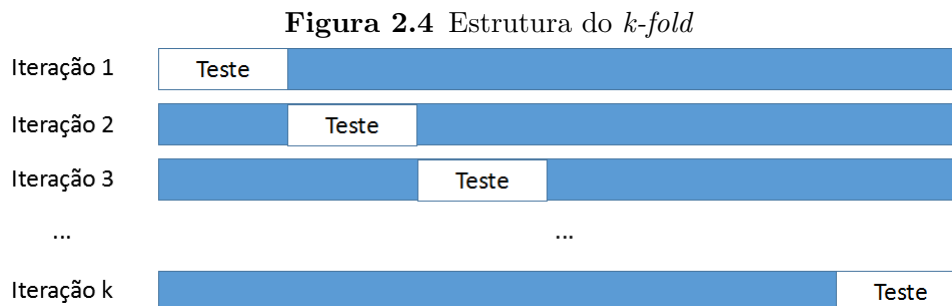 Figura 2.4 Estrutura do k-fold
Iteração 1 Teste
Iteração 2 Teste
Iteração 3 Teste
... ...
Iteração k Teste